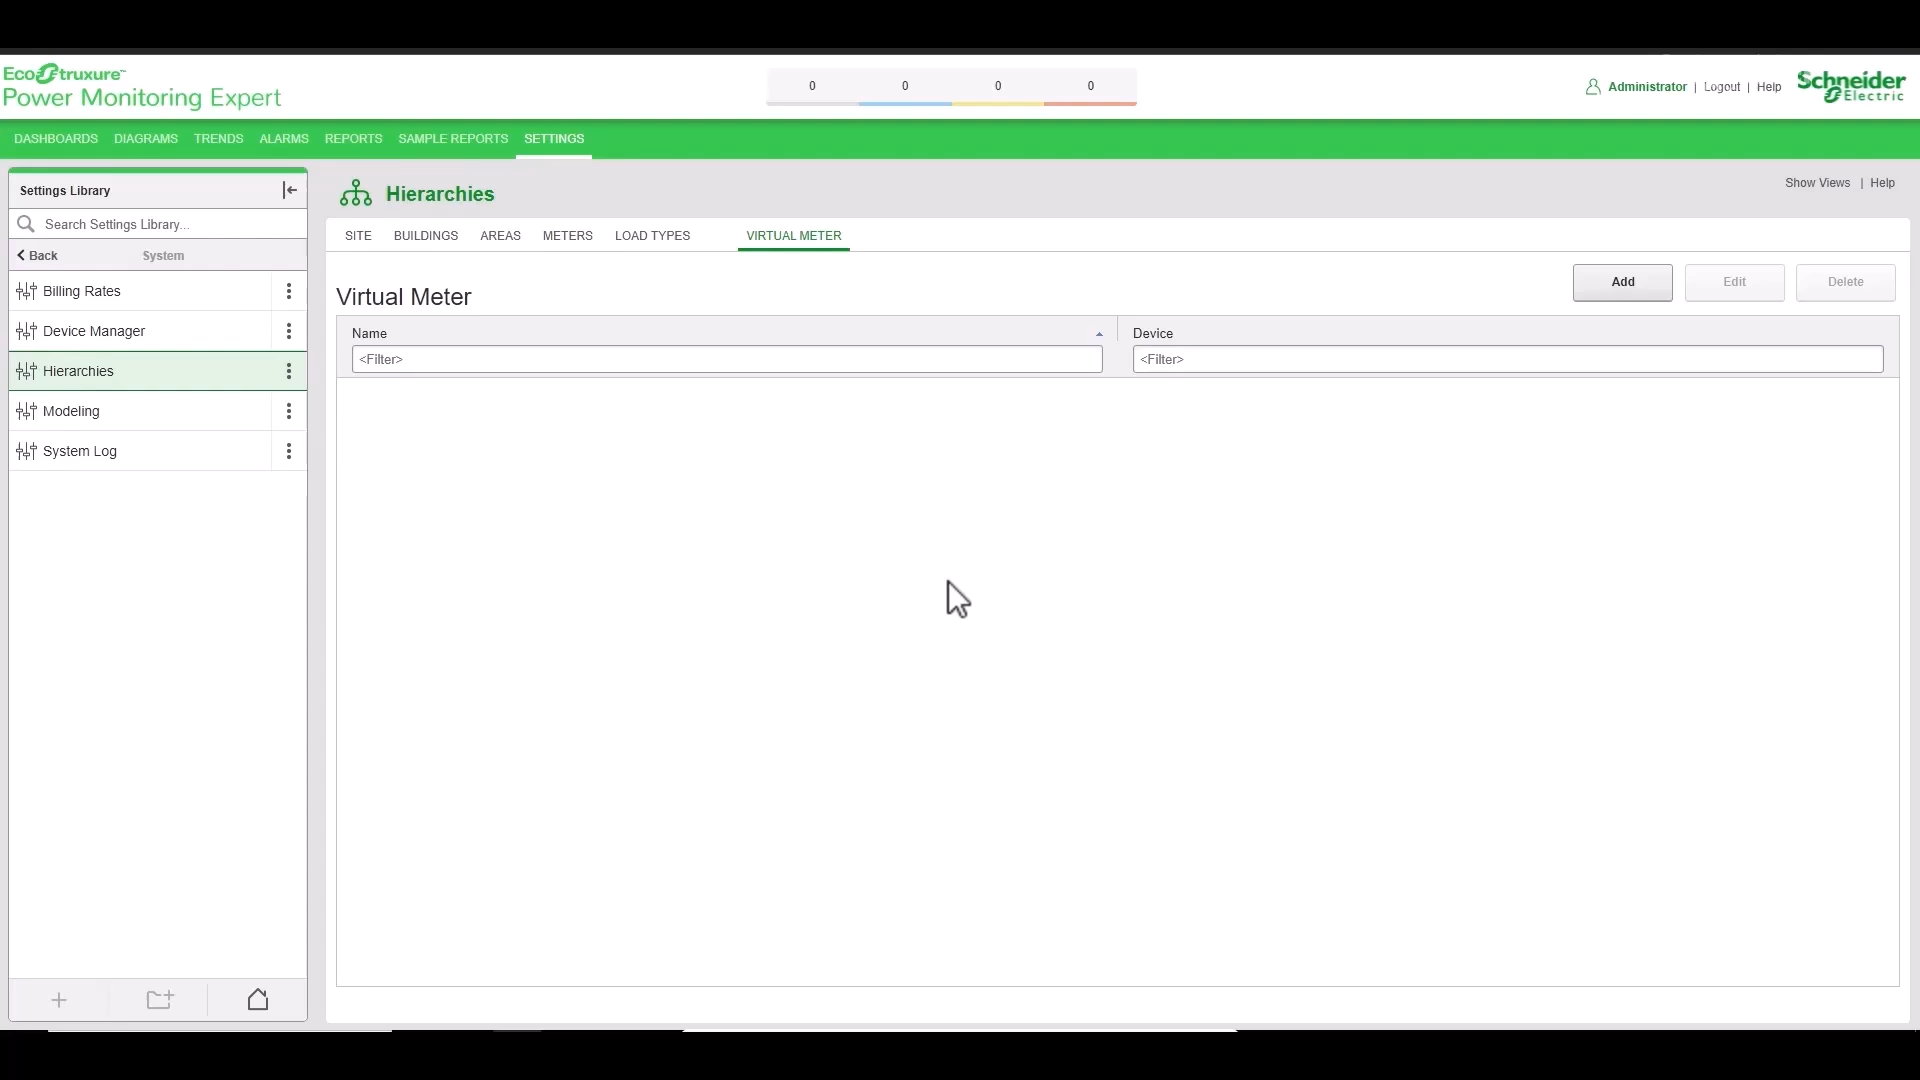 EcoStruxure™
Power Monitoring Expert
0 0 0 0
Administrator | Logout | Help
Schneider
Electric
DASHBOARDS DIAGRAMS TRENDS ALARMS REPORTS SAMPLE REPORTS SETTINGS
Settings Library
Search Settings Library...
Back System
Billing Rates
Device Manager
Hierarchies
Modeling
System Log
Hierarchies
Show Views | Help
SITE BUILDINGS AREAS METERS LOAD TYPES VIRTUAL METER
Add Edit Delete
Virtual Meter
Name Device
<Filter> <Filter>